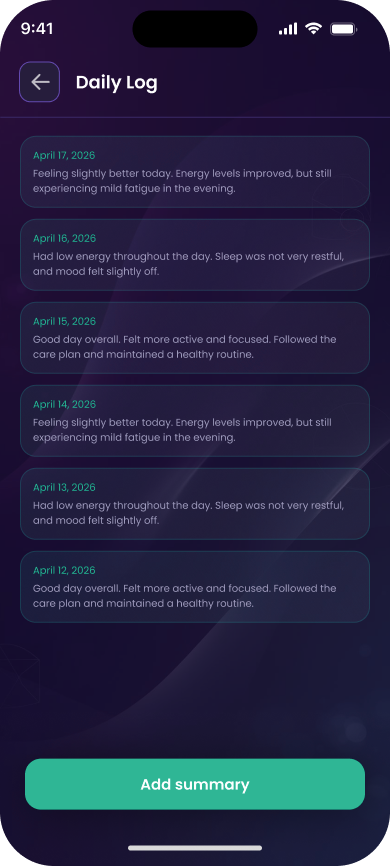 9:41
Daily Log
April 17, 2026
Feeling slightly better today. Energy levels improved, but still
experiencing mild fatigue in the evening.
April 16, 2026
Had low energy throughout the day. Sleep was not very restful,
and mood felt slightly off.
April 15, 2026
Good day overall. Felt more active and focused. Followed the
care plan and maintained a healthy routine.
April 14, 2026
Feeling slightly better today. Energy levels improved, but still
experiencing mild fatigue in the evening.
April 13, 2026
Had low energy throughout the day. Sleep was not very restful,
and mood felt slightly off.
April 12, 2026
Good day overall. Felt more active and focused. Followed the
care plan and maintained a healthy routine.
Add summary